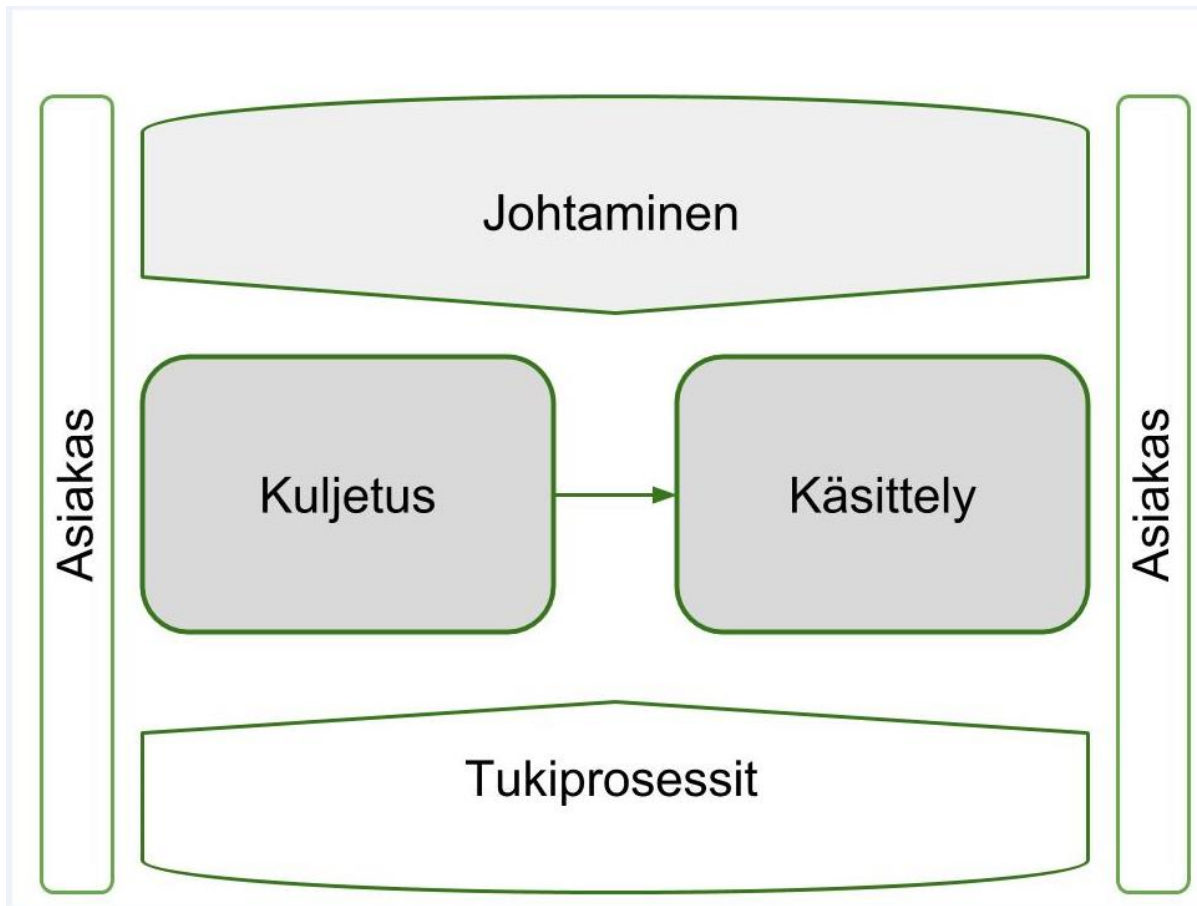 Johtaminen
Asiakas
Kuljetus
Käsittely
Asiakas
Tukiprosessit